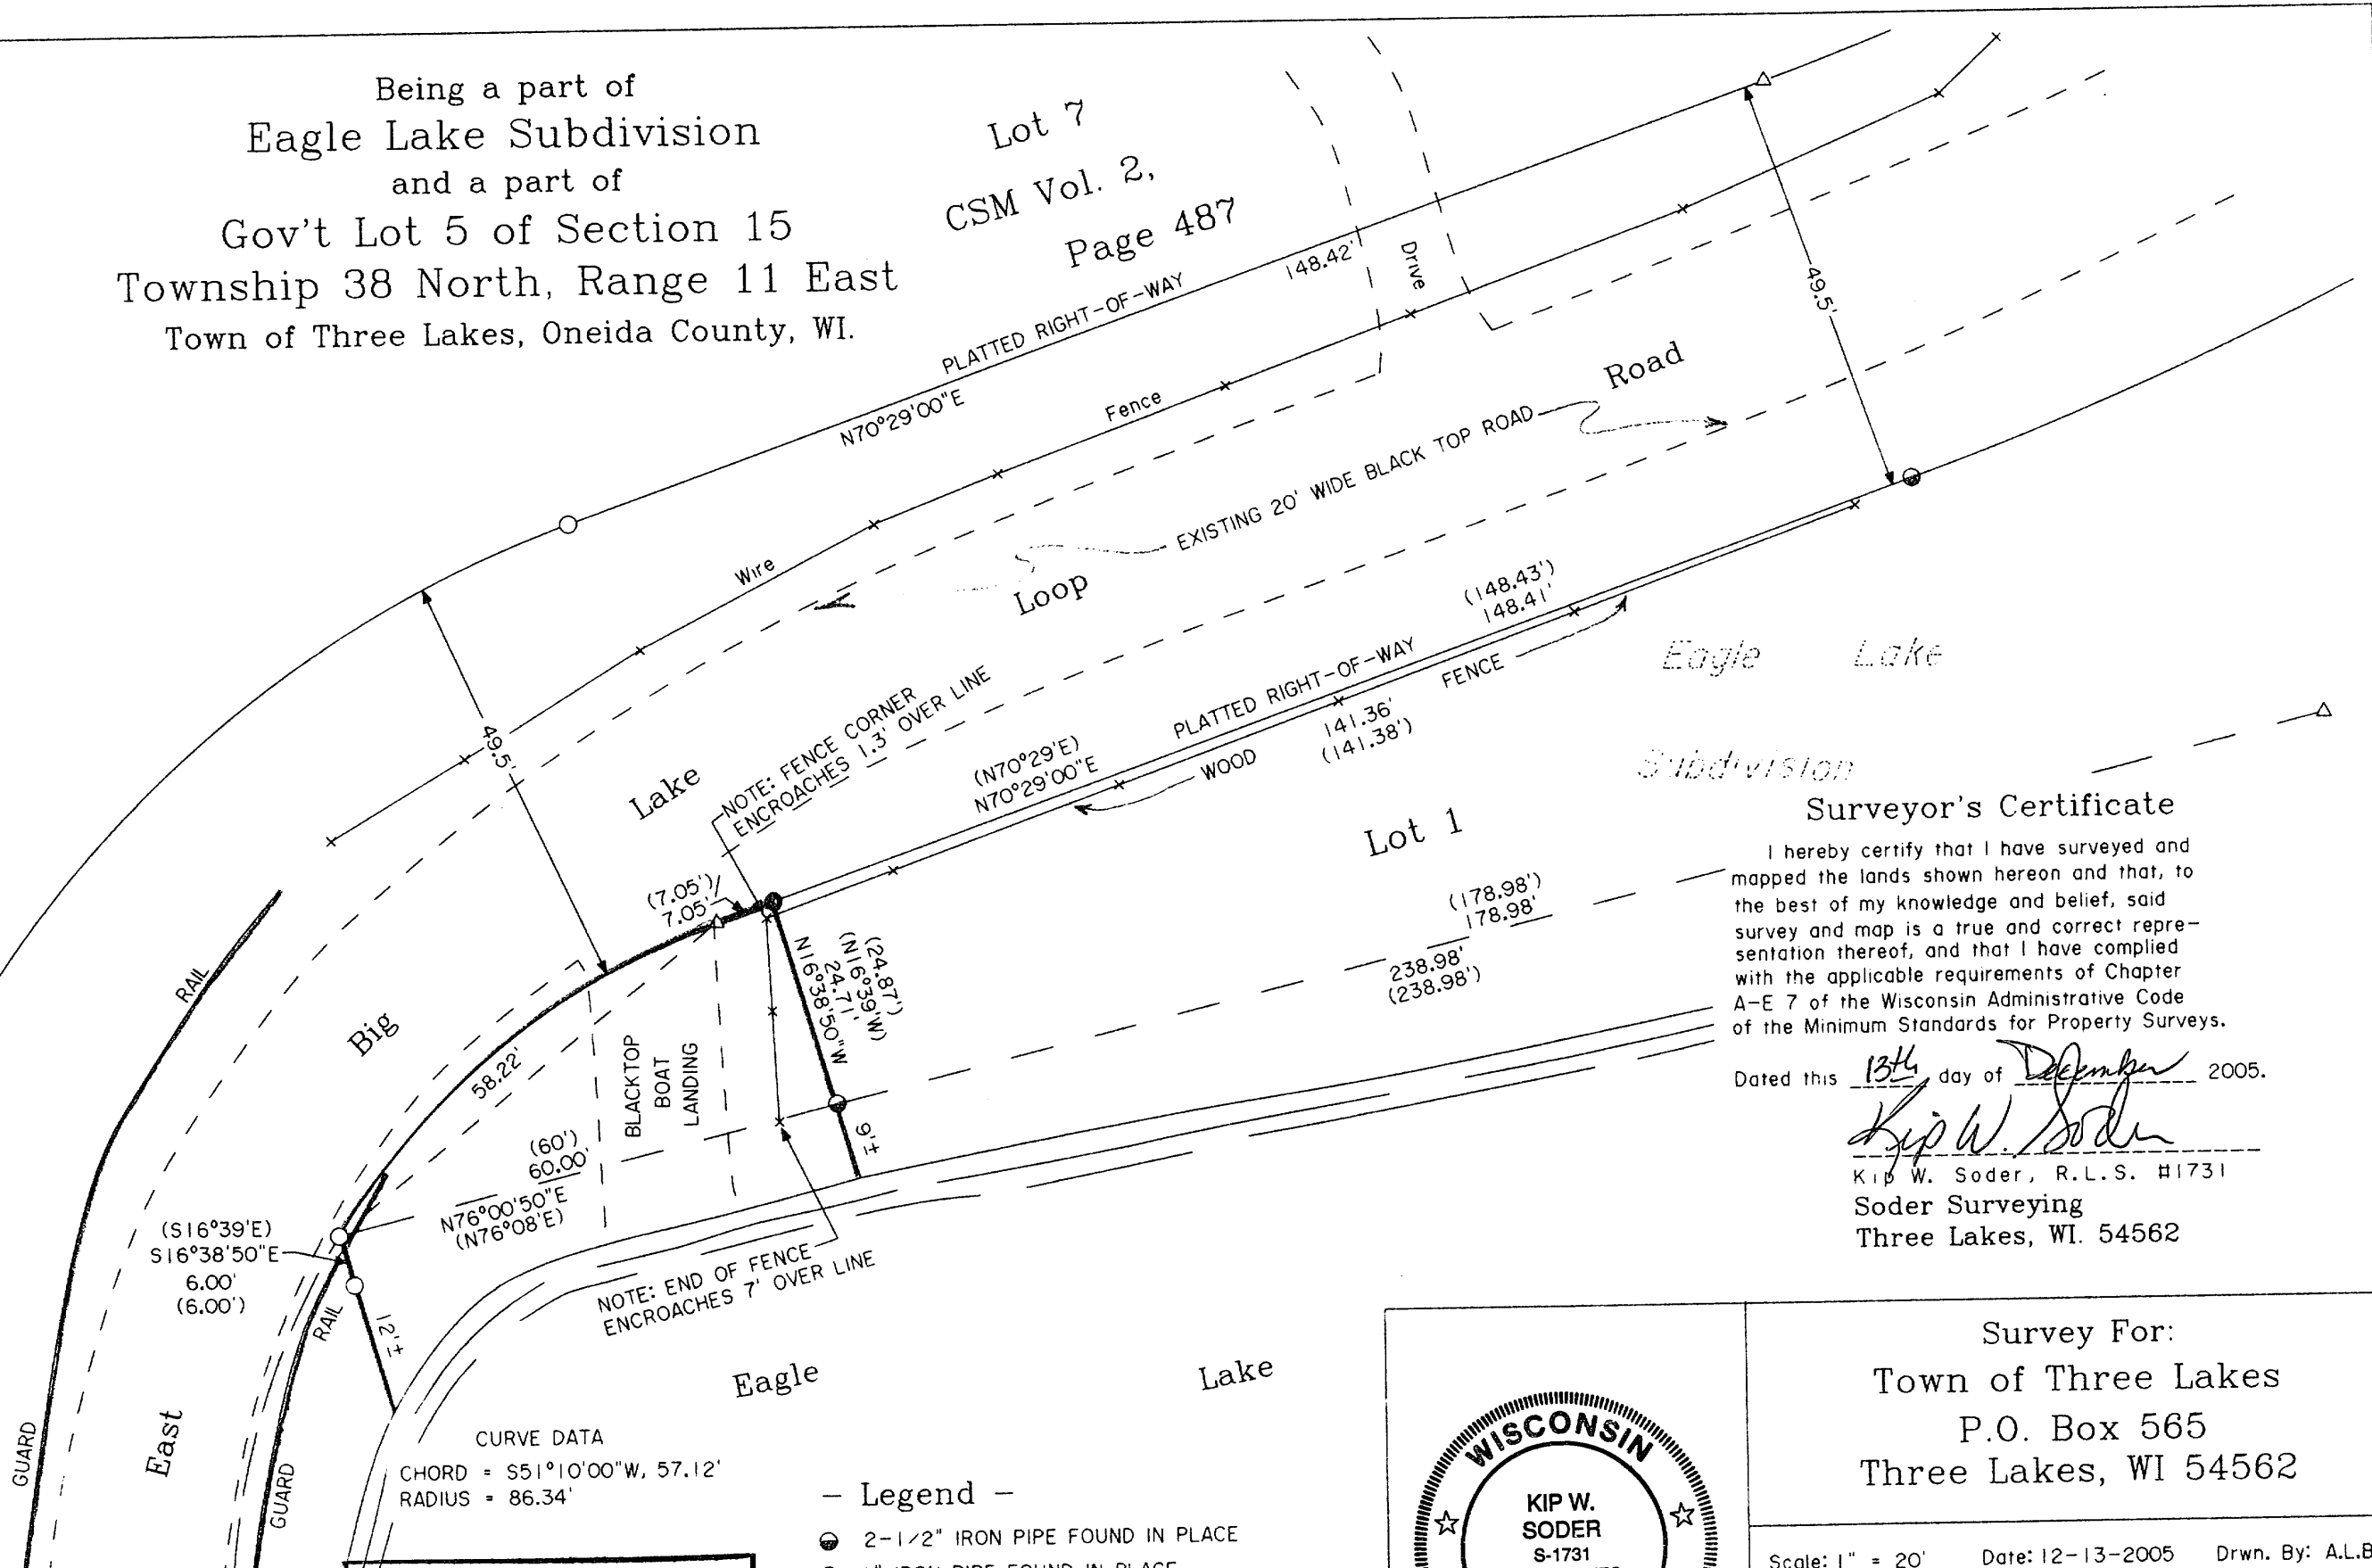 Being a part of
Eagle Lake Subdivision
and a part of
Gov't Lot 5 of Section 15
Township 38 North, Range 11 East
Town of Three Lakes, Oneida County, WI.
Lot 7
CSM Vol. 2,
Page 487
148.42'
Drive
PLATTED RIGHT-OF-WAY
N70°29'00"E
49.5'
Wire
Fence
Road
EXISTING 20' WIDE BLACK TOP ROAD
Loop
(148.43')
148.41'
PLATTED RIGHT-OF-WAY
FENCE
141.36'
(141.38')
WOOD
(N70°29'E)
N70°29'00"E
Eagle Lake
Subdivision
NOTE: FENCE CORNER
ENCROACHES 1.3' OVER LINE
49.5'
Lake
Lot 1
(7.05')
7.05'
(24.87')
(N16°39'W)
24.71'
N16°38'50"W
(178.98')
178.98'
238.98'
(238.98')
RAIL
Big
58.22'
BLACKTOP
BOAT
LANDING
9'±
(60')
60.00'
N76°00'50"E
(N76°08'E)
(S16°39'E)
S16°38'50"E
6.00'
(6.00')
RAIL
12'±
NOTE: END OF FENCE
ENCROACHES 7' OVER LINE
Eagle Lake
GUARD
East
GUARD
CURVE DATA
CHORD = S51°10'00"W, 57.12'
RADIUS = 86.34'
- Legend -
2-1/2" IRON PIPE FOUND IN PLACE
Surveyor's Certificate
I hereby certify that I have surveyed and
mapped the lands shown hereon and that, to
the best of my knowledge and belief, said
survey and map is a true and correct repre-
sentation thereof, and that I have complied
with the applicable requirements of Chapter
A-E 7 of the Wisconsin Administrative Code
of the Minimum Standards for Property Surveys.
Dated this 13th day of December 2005.
Kip W. Soder
Kip W. Soder, R.L.S. #1731
Soder Surveying
Three Lakes, WI. 54562
WISCONSIN
KIP W.
SODER
S-1731
Survey For:
Town of Three Lakes
P.O. Box 565
Three Lakes, WI 54562
Scale: 1" = 20' Date: 12-13-2005 Drwn. By: A.L.B